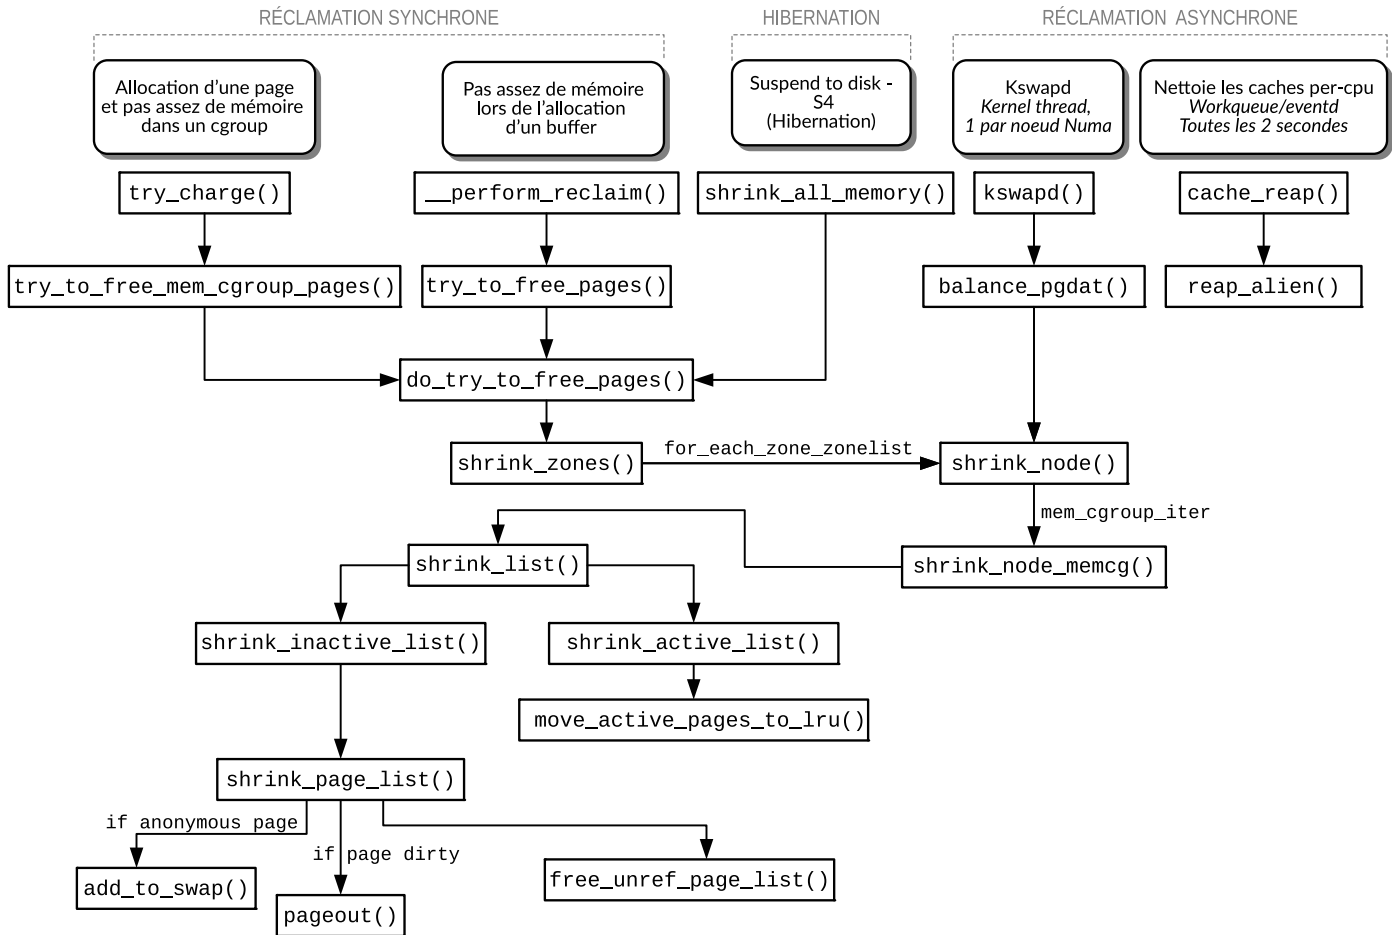 RÉCLAMATION SYNCHRONE
HIBERNATION
RÉCLAMATION ASYNCHRONE
Allocation d'une page
et pas assez de mémoire
dans un cgroup
Pas assez de mémoire
lors de l'allocation
d'un buffer
Suspend to disk -
S4
(Hibernation)
Kswapd
Kernel thread,
1 par noeud Numa
Nettoie les caches per-cpu
Workqueue/eventd
Toutes les 2 secondes
try_charge()
__perform_reclaim()
shrink_all_memory()
kswapd()
cache_reap()
try_to_free_mem_cgroup_pages()
try_to_free_pages()
balance_pgdat()
reap_alien()
do_try_to_free_pages()
shrink_zones()
for_each_zone_zonelist
shrink_node()
mem_cgroup_iter
shrink_list()
shrink_node_memcg()
shrink_inactive_list()
shrink_active_list()
move_active_pages_to_lru()
shrink_page_list()
if anonymous page
if page dirty
add_to_swap()
pageout()
free_unref_page_list()